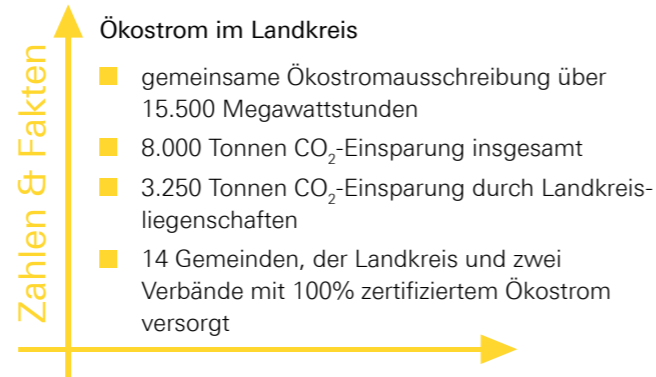 Zahlen & Fakten
Ökostrom im Landkreis
gemeinsame Ökostromausschreibung über
15.500 Megawattstunden
8.000 Tonnen CO₂-Einsparung insgesamt
3.250 Tonnen CO₂-Einsparung durch Landkreis-
liegenschaften
14 Gemeinden, der Landkreis und zwei
Verbände mit 100% zertifiziertem Ökostrom
versorgt